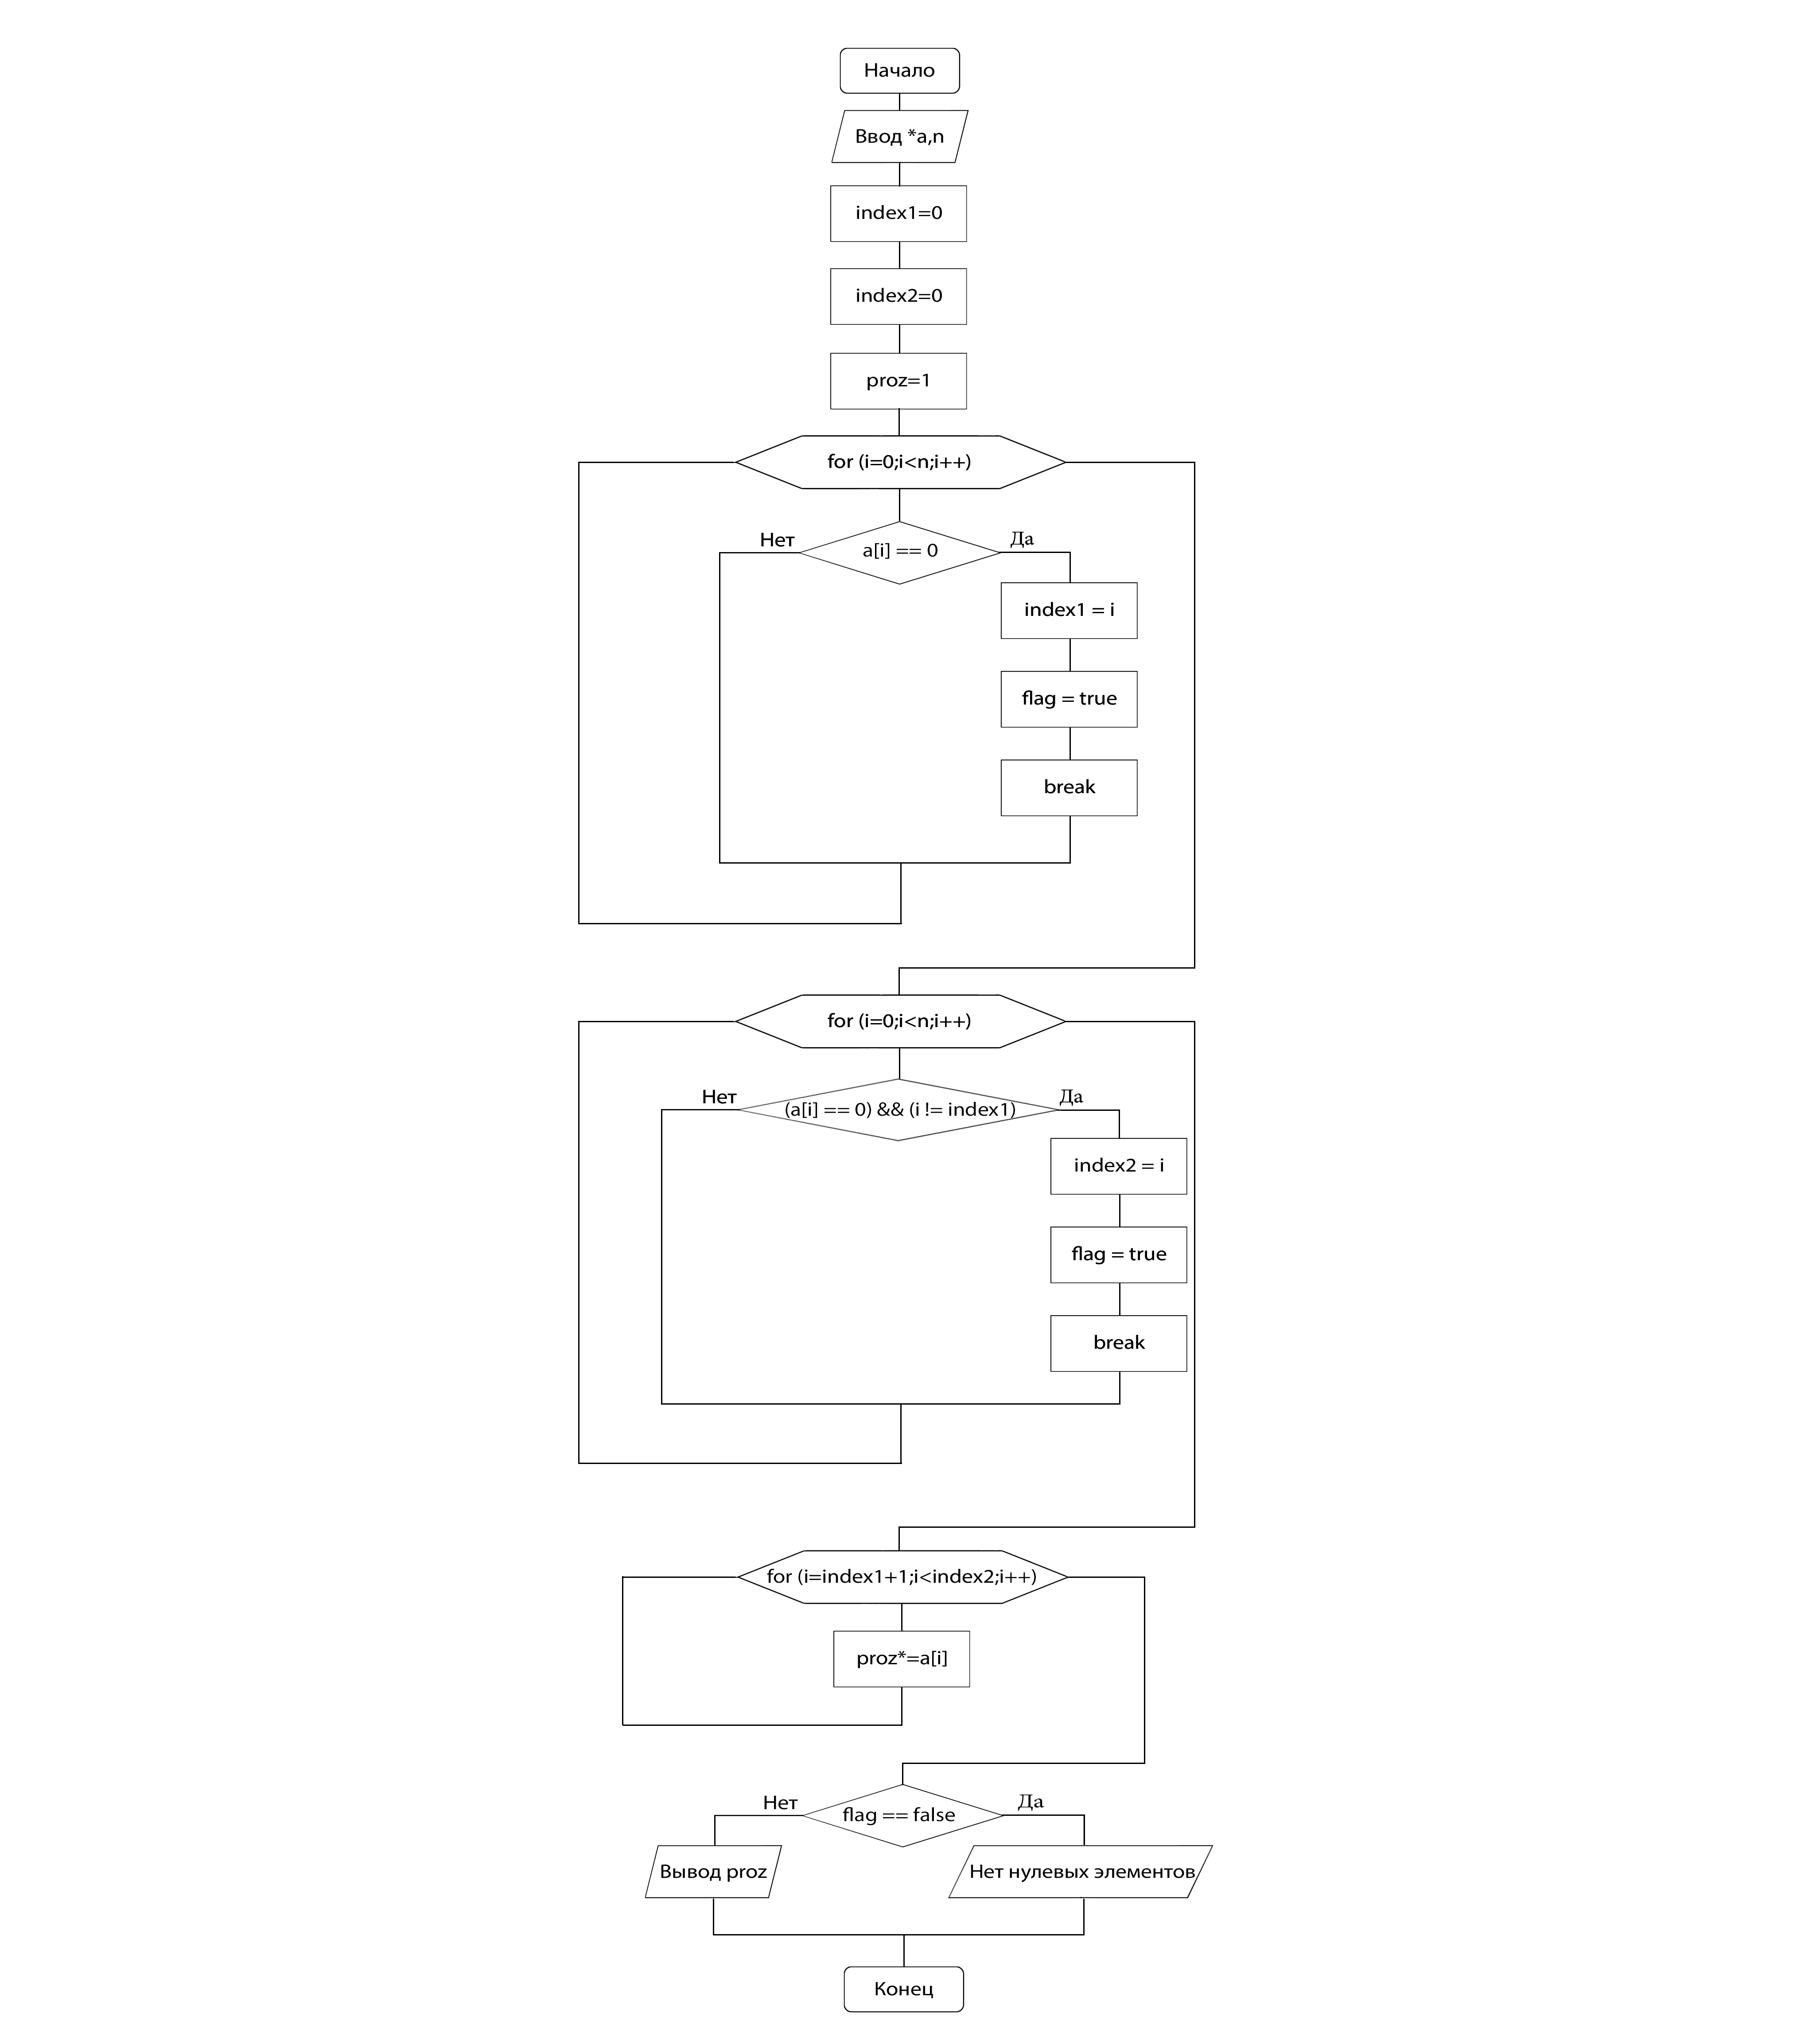 Начало
Ввод *a,n
index1=0
index2=0
proz=1
for (i=0;i<n;i++)
Нет
a[i] == 0
Да
index1 = i
flag = true
break
for (i=0;i<n;i++)
Нет
(a[i] == 0) && (i != index1)
Да
index2 = i
flag = true
break
for (i=index1+1;i<index2;i++)
proz*=a[i]
Нет
flag == false
Да
Вывод proz
Нет нулевых элементов
Конец